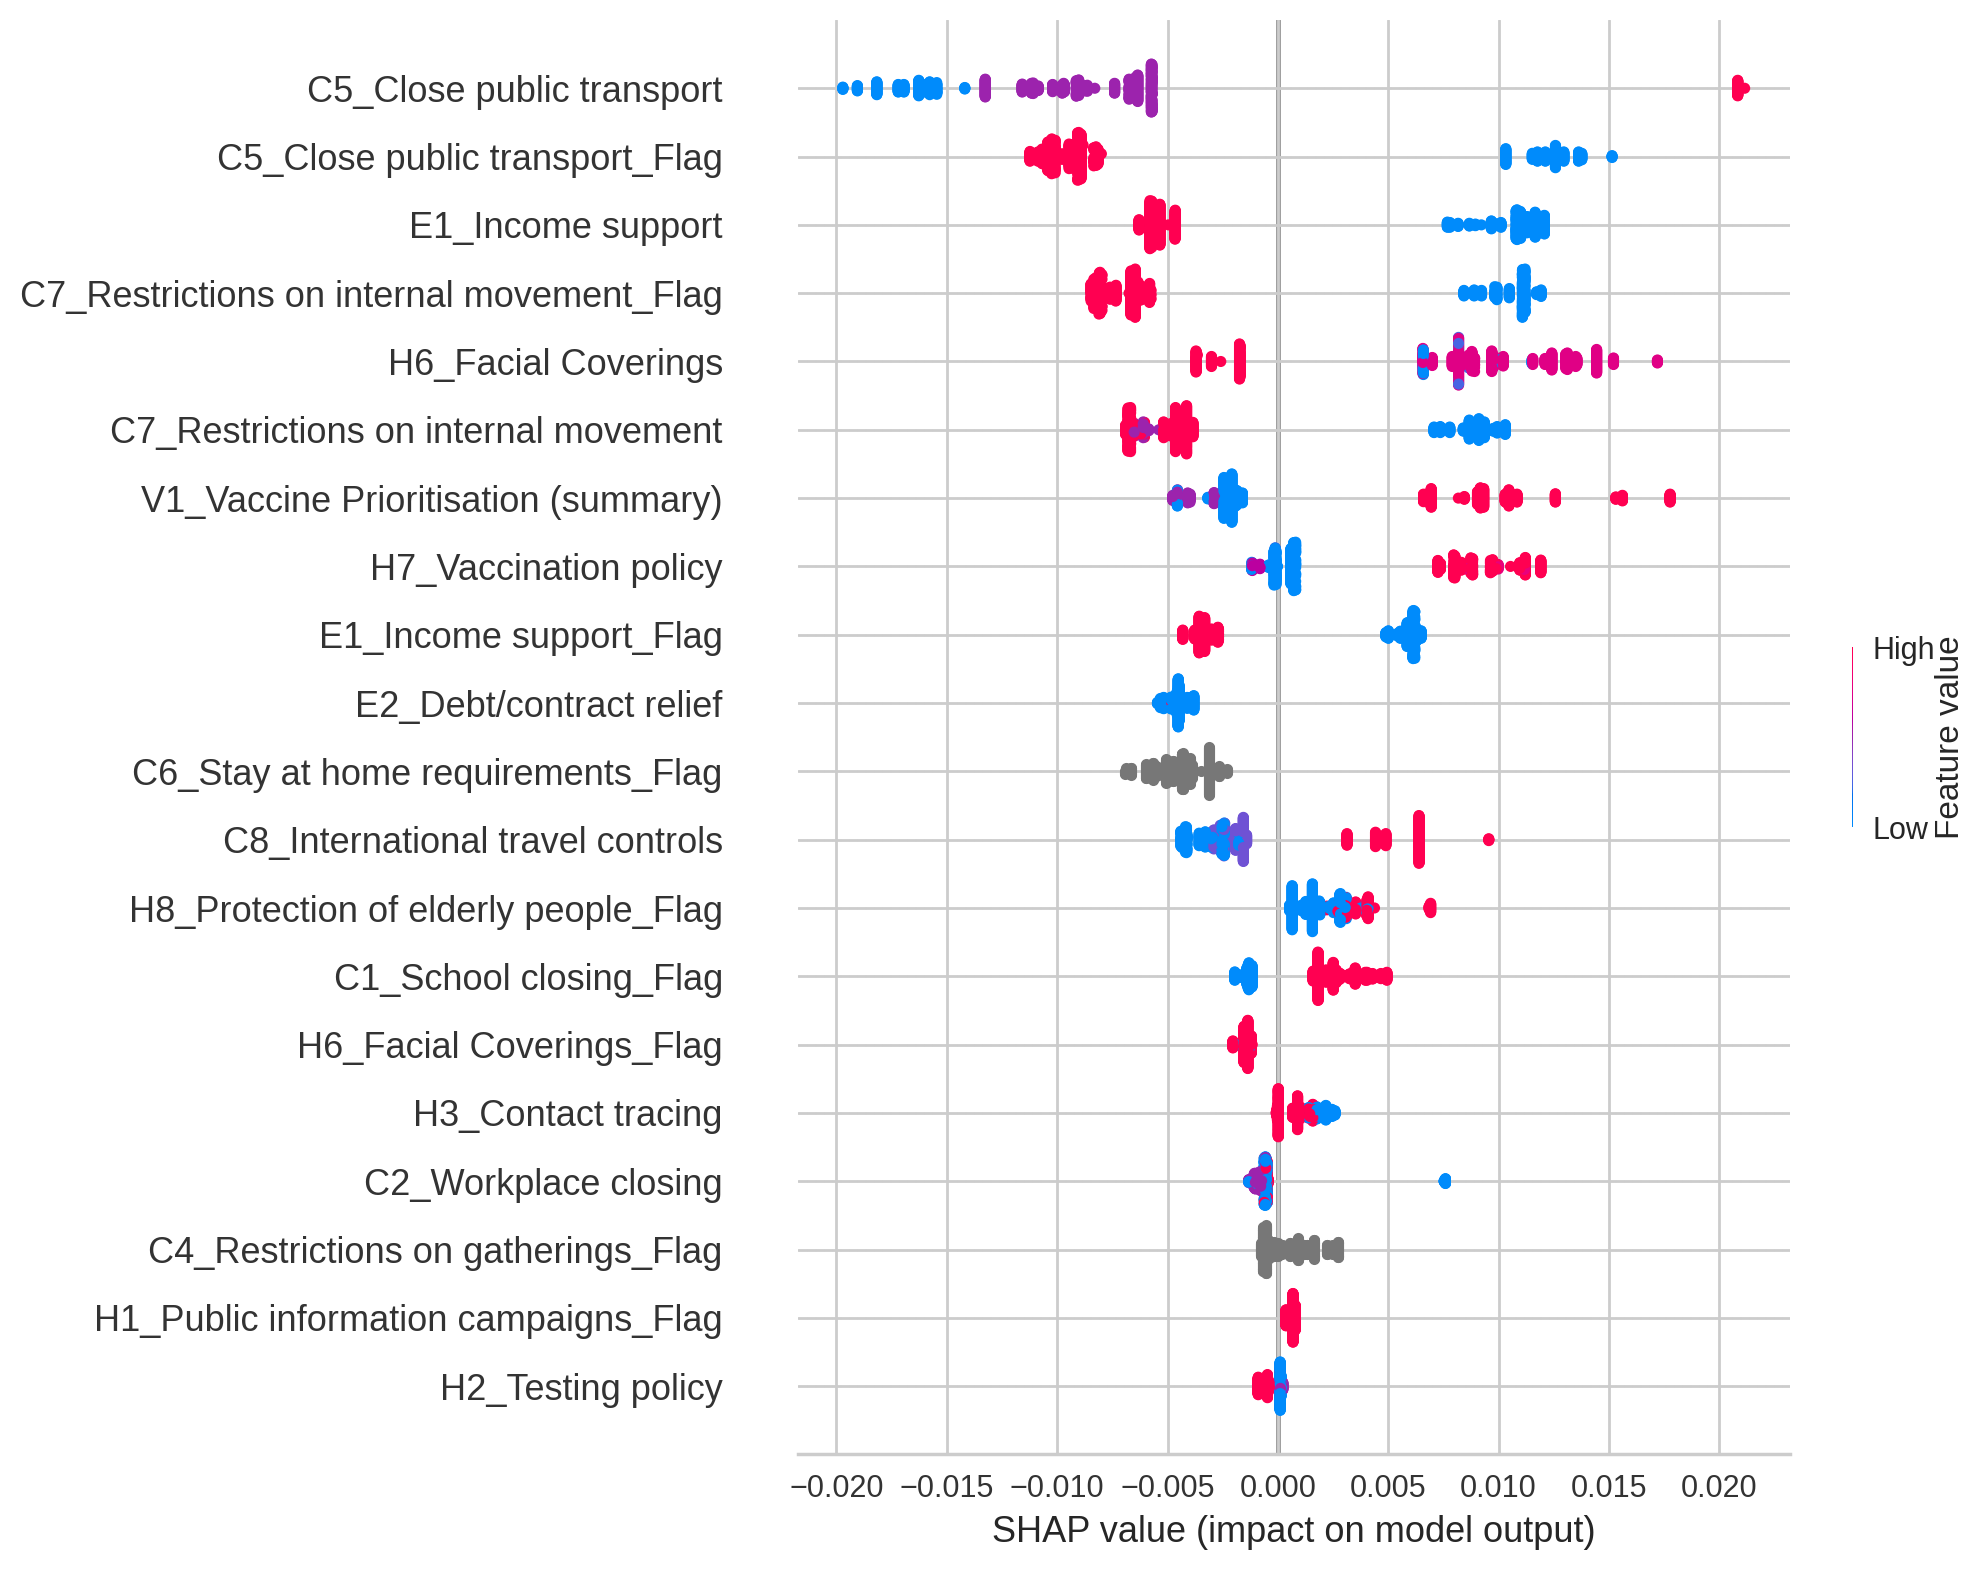 C5_Close public transport
C5_Close public transport_Flag
E1_Income support
C7_Restrictions on internal movement_Flag
H6_Facial Coverings
C7_Restrictions on internal movement
V1_Vaccine Prioritisation (summary)
H7_Vaccination policy
E1_Income support_Flag
E2_Debt/contract relief
C6_Stay at home requirements_Flag
C8_International travel controls
H8_Protection of elderly people_Flag
C1_School closing_Flag
H6_Facial Coverings_Flag
H3_Contact tracing
C2_Workplace closing
C4_Restrictions on gatherings_Flag
H1_Public information campaigns_Flag
H2_Testing policy
−0.020 −0.015 −0.010 −0.005 0.000 0.005 0.010 0.015 0.020
SHAP value (impact on model output)
High
Low
Feature value